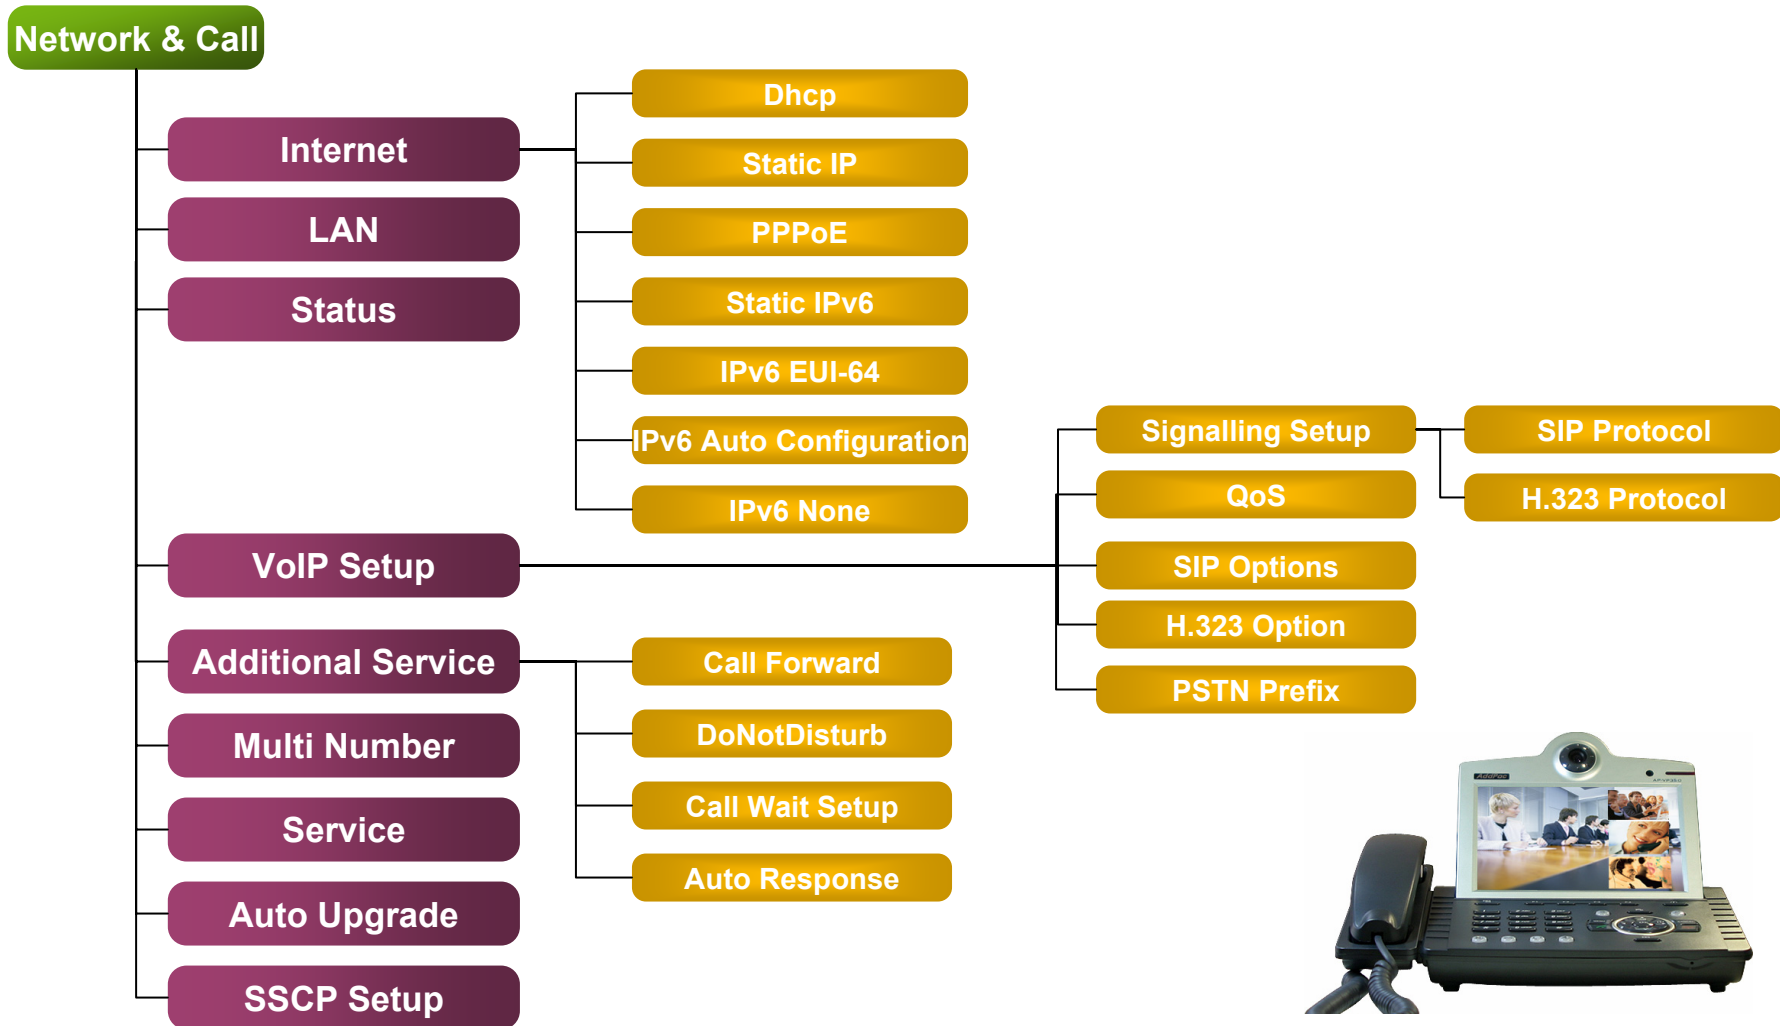 Network & Call
Internet
Dhcp
Static IP
PPPoE
Static IPv6
IPv6 EUI-64
IPv6 Auto Configuration
IPv6 None
LAN
Status
VoIP Setup
Signalling Setup
SIP Protocol
H.323 Protocol
QoS
SIP Options
H.323 Option
PSTN Prefix
Additional Service
Call Forward
DoNotDisturb
Call Wait Setup
Auto Response
Multi Number
Service
Auto Upgrade
SSCP Setup
AddPac